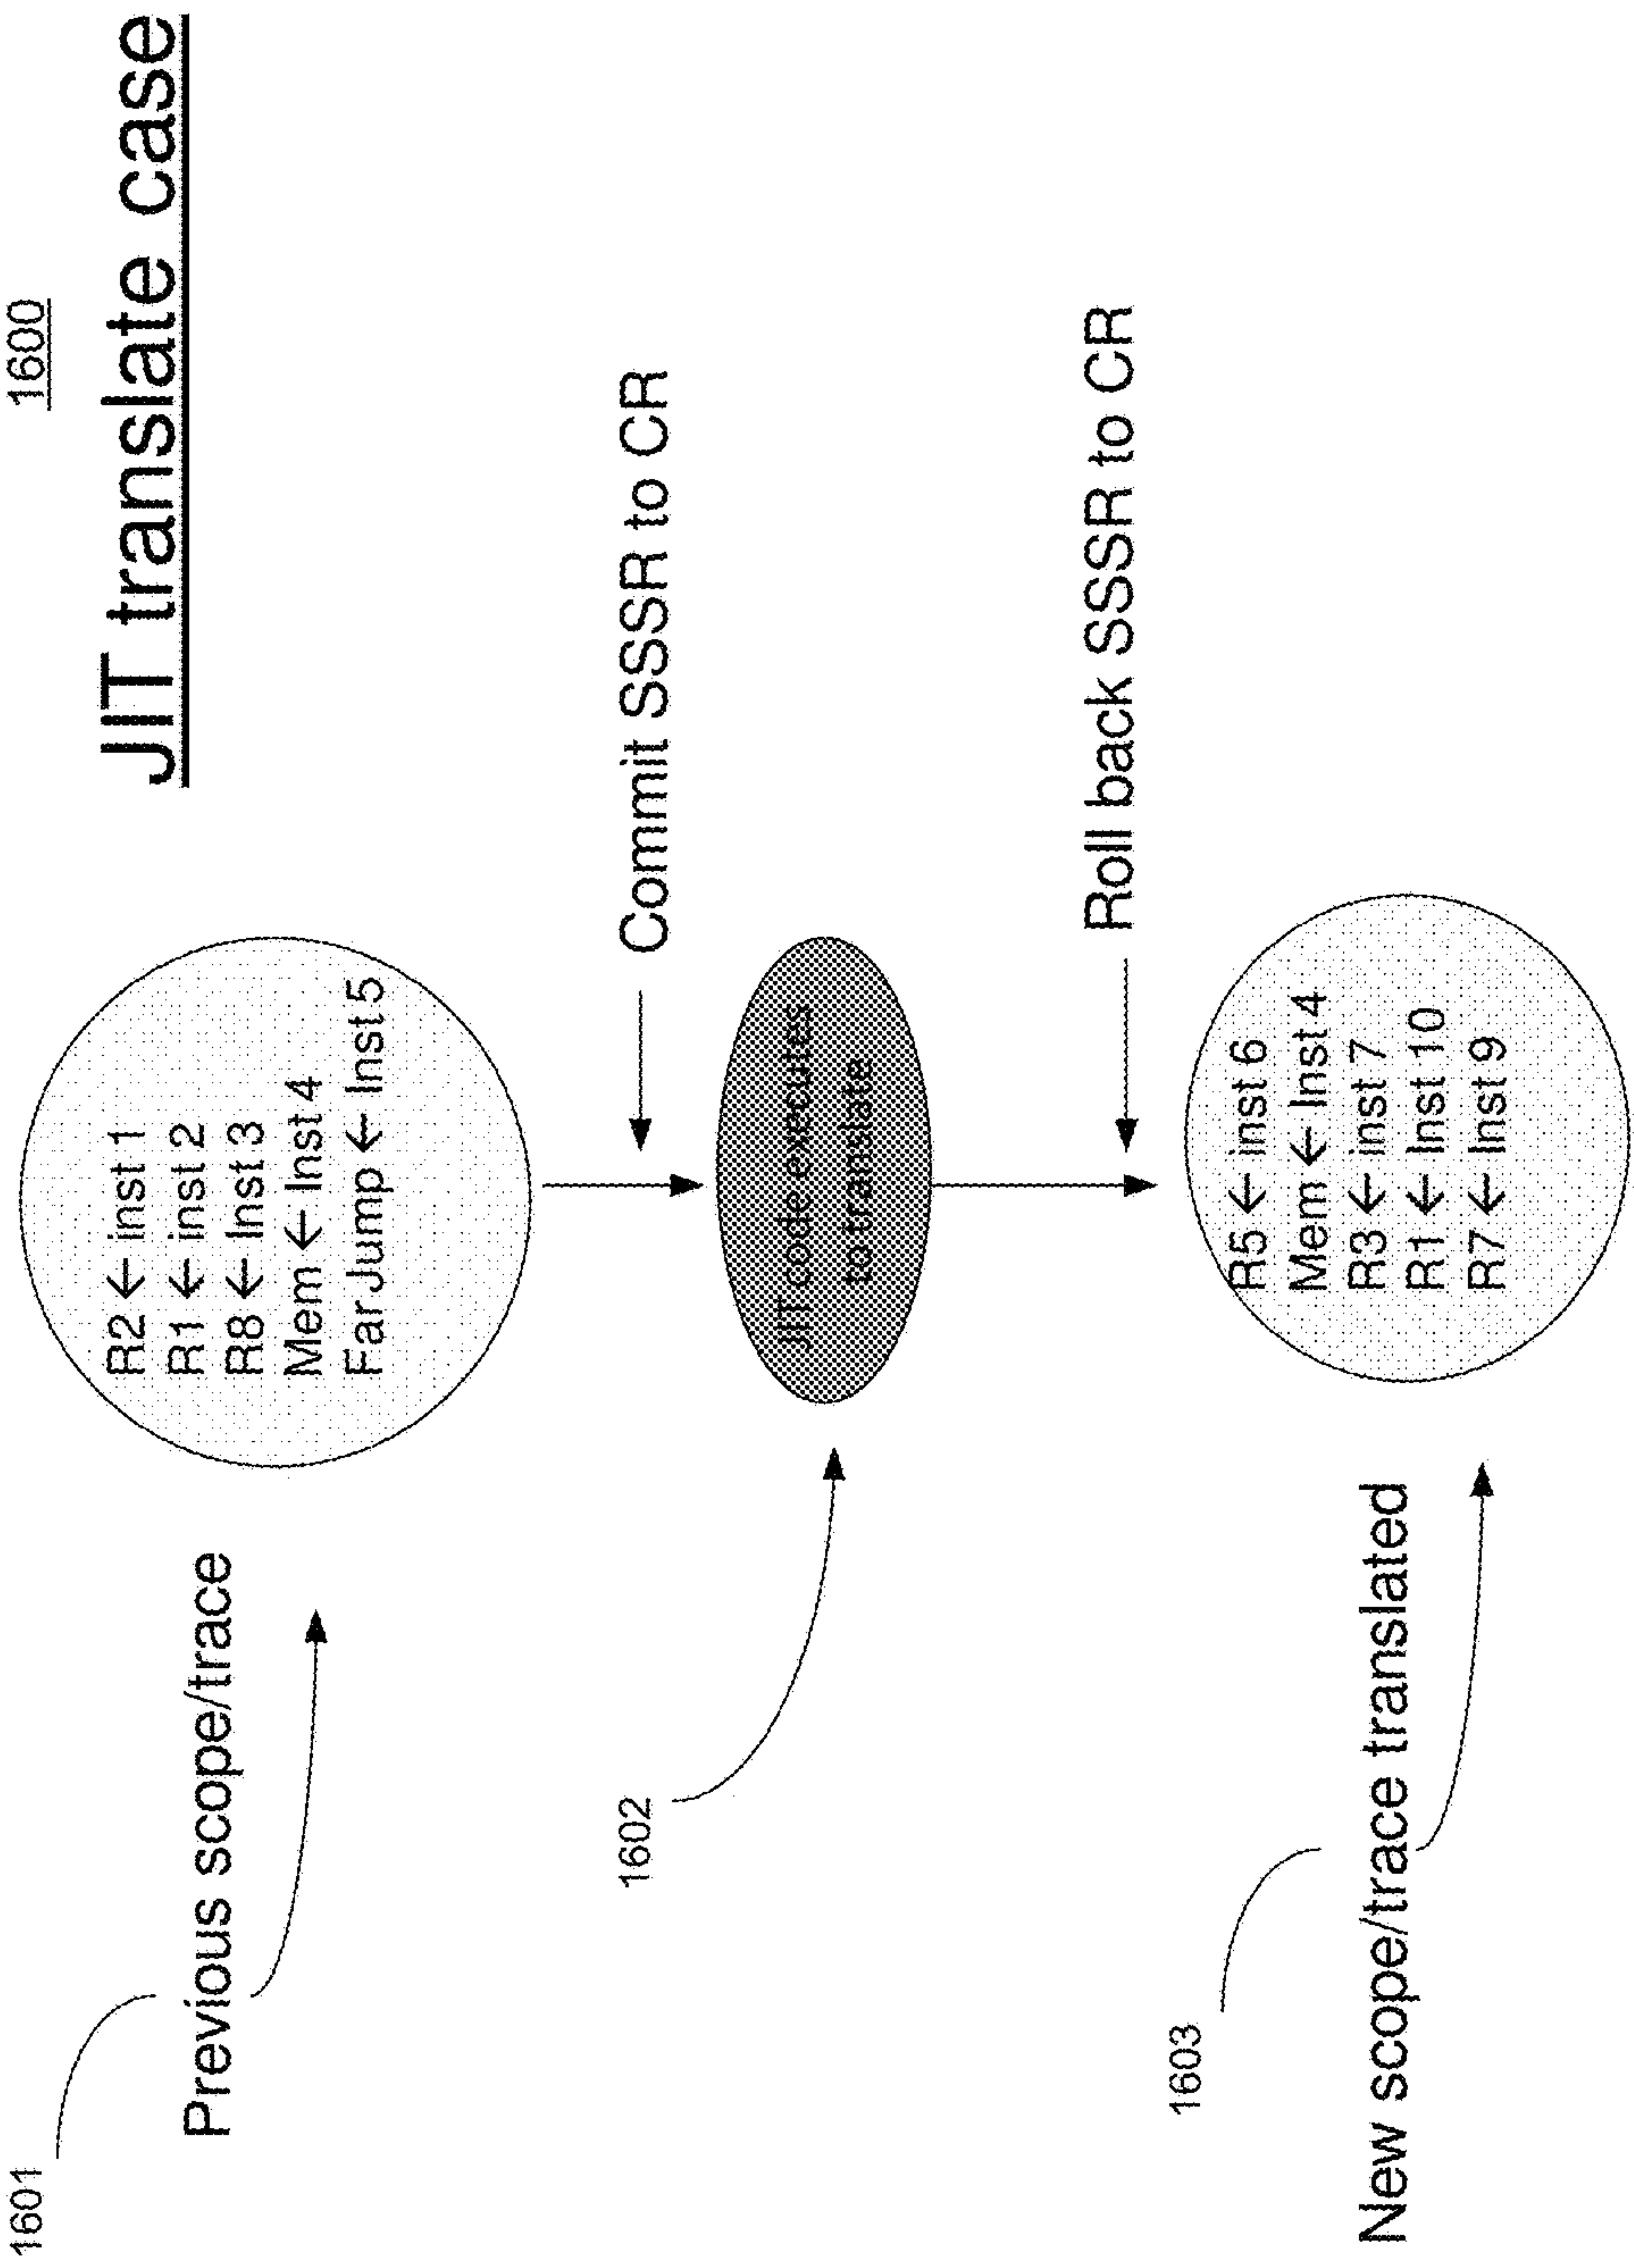 1600
JIT translate case
1601
Previous scope/trace
R2 ← inst 1
R1 ← inst 2
R8 ← Inst 3
Mem ← Inst 4
Far Jump ← Inst 5
Commit SSSR to CR
1602
JIT code executes
to translate
Roll back SSSR to CR
1603
New scope/trace translated
R5 ← inst 6
Mem ← Inst 4
R3 ← inst 7
R1 ← Inst 10
R7 ← Inst 9